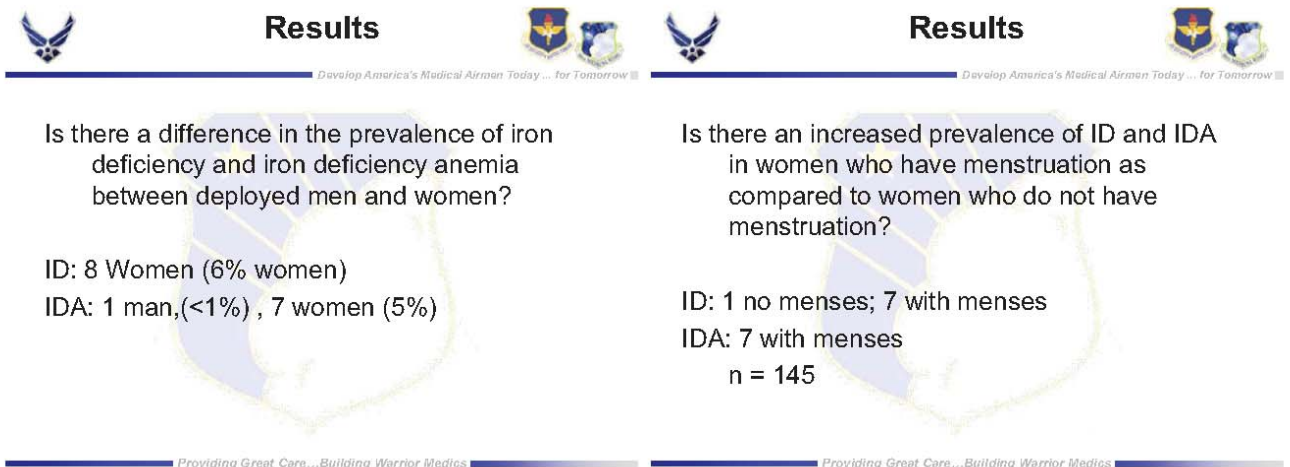 Results
Develop America's Medical Airmen Today ... for Tomorrow
Is there a difference in the prevalence of iron
deficiency and iron deficiency anemia
between deployed men and women?
ID: 8 Women (6% women)
IDA: 1 man,(<1%) , 7 women (5%)
Providing Great Care...Building Warrior Medics
Results
Develop America's Medical Airmen Today ... for Tomorrow
Is there an increased prevalence of ID and IDA
in women who have menstruation as
compared to women who do not have
menstruation?
ID: 1 no menses; 7 with menses
IDA: 7 with menses
n = 145
Providing Great Care...Building Warrior Medics